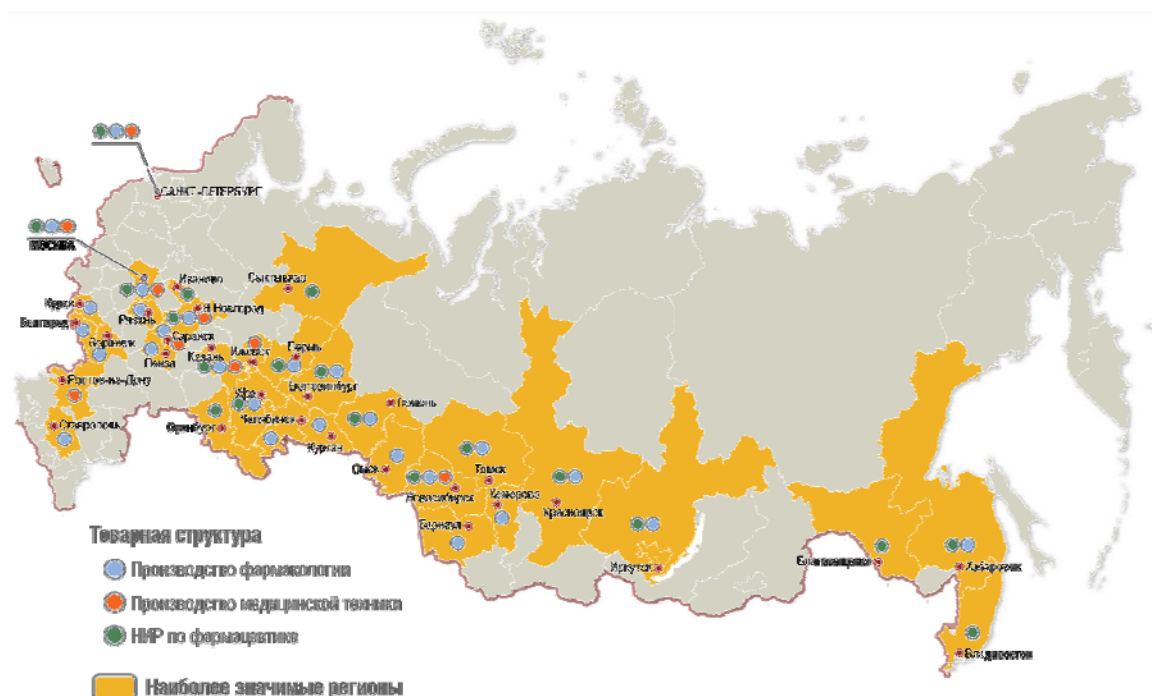 САНКТ-ПЕТЕРБУРГ
МОСКВА
Иваново
Сыктывкар
Курск
Н.Новгород
Рязань
Белгород
Саранск
Воронеж
Казань
Ижевск
Пермь
Пенза
Ростов-на-Дону
Екатеринбург
Уфа
Тюмень
Ставрополь
Оренбург
Челябинск
Курган
Омск
Томск
Новосибирск
Кемерово
Красноярск
Барнаул
Иркутск
Благовещенск
Хабаровск
Владивосток
Товарная структура
Производство фармакологии
Производство медицинской техники
НИР по фармацевтике
Наиболее значимые регионы